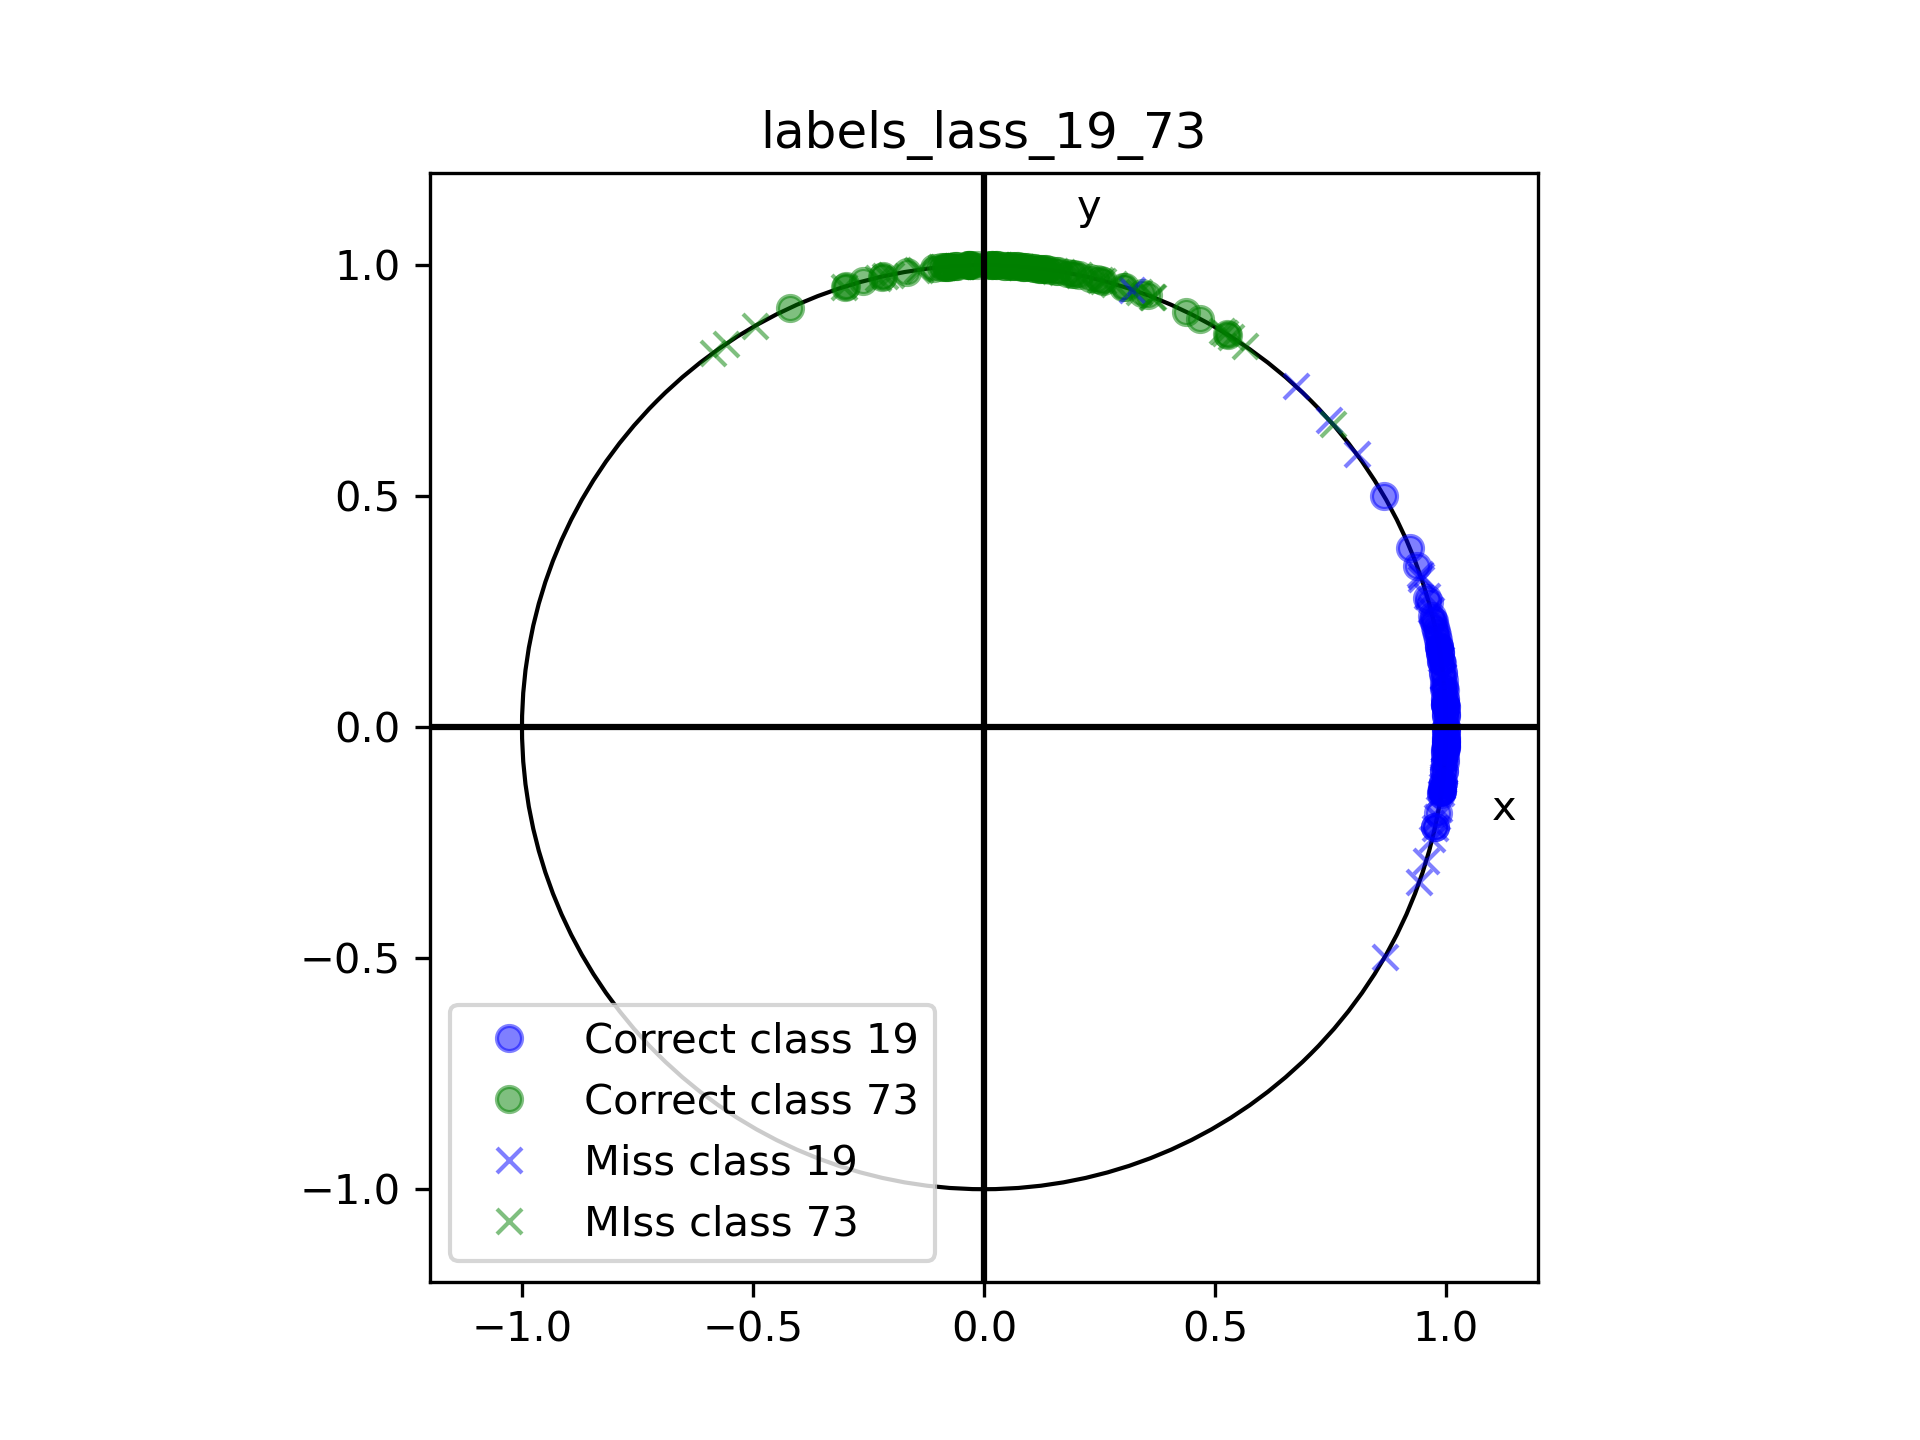 labels_lass_19_73
y
1.0
0.5
0.0
−0.5
−1.0
x
Correct class 19
Correct class 73
Miss class 19
MIss class 73
−1.0 −0.5 0.0 0.5 1.0